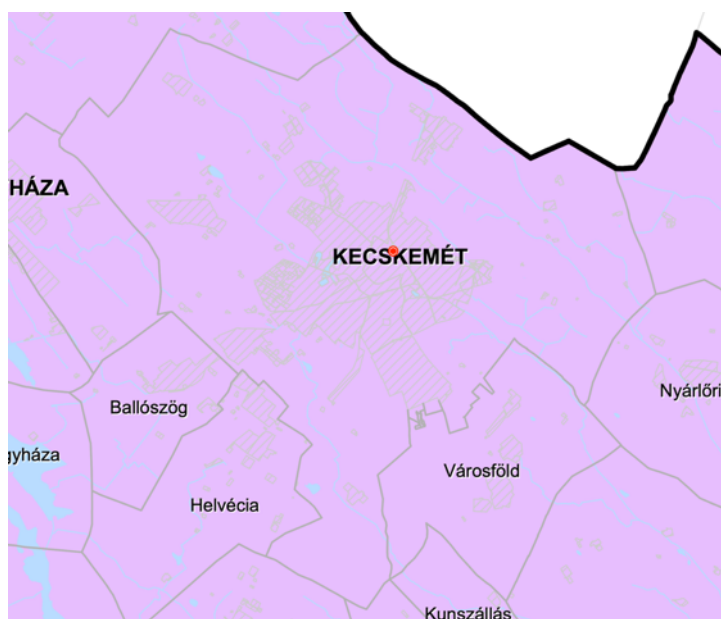 HÁZA
KECSKEMÉT
Nyárlőri
Ballószög
gyháza
Városföld
Helvécia
Kunszállás